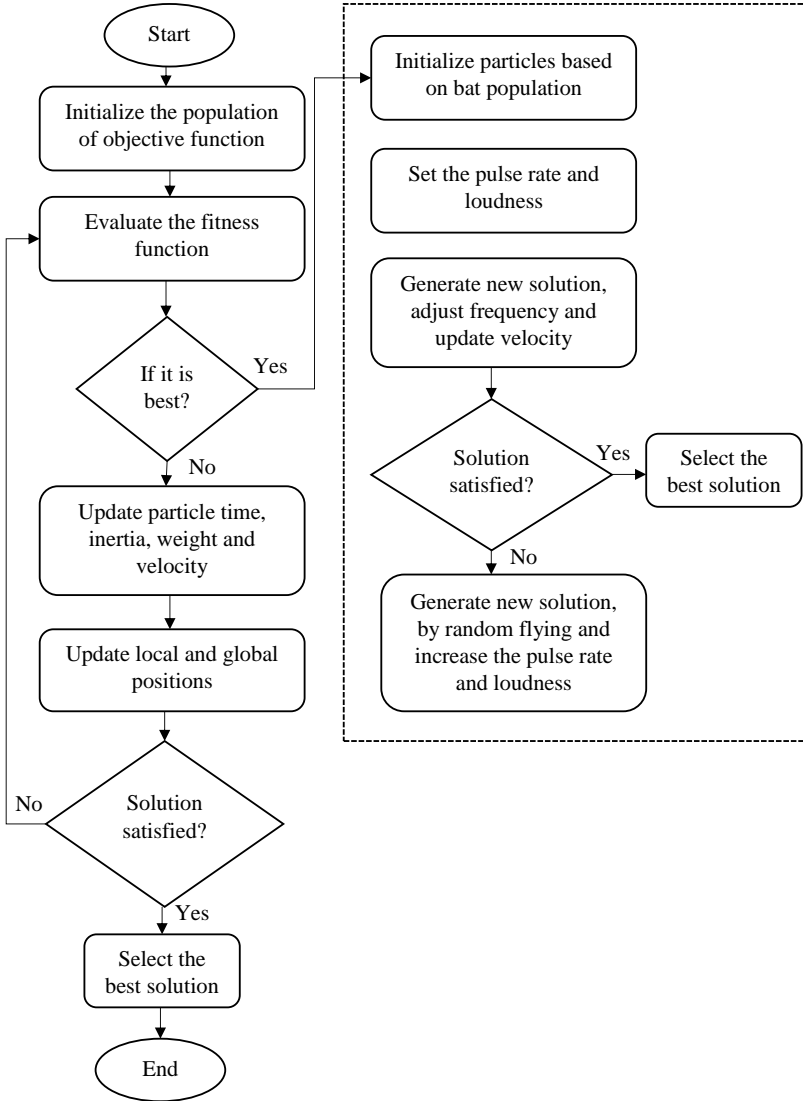 Start
Initialize the population
of objective function
Evaluate the fitness
function
If it is
best?
Yes
No
Update particle time,
inertia, weight and
velocity
Update local and global
positions
Solution
satisfied?
No
Yes
Select the
best solution
End
Initialize particles based
on bat population
Set the pulse rate and
loudness
Generate new solution,
adjust frequency and
update velocity
Solution
satisfied?
Yes
Select the
best solution
No
Generate new solution,
by random flying and
increase the pulse rate
and loudness